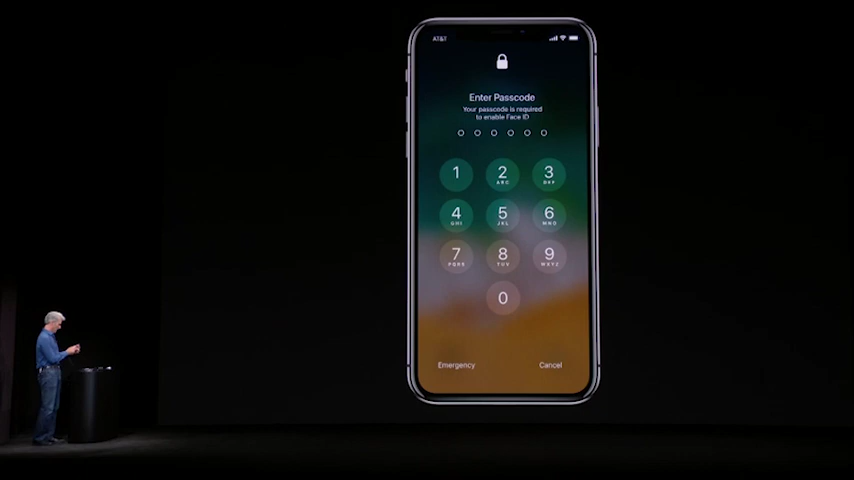 AT&T
Enter Passcode
Your passcode is required
to enable Face ID
1 2 3
ABC DEF
4 5 6
GHI JKL MNO
7 8 9
PQRS TUV WXYZ
0
Emergency Cancel